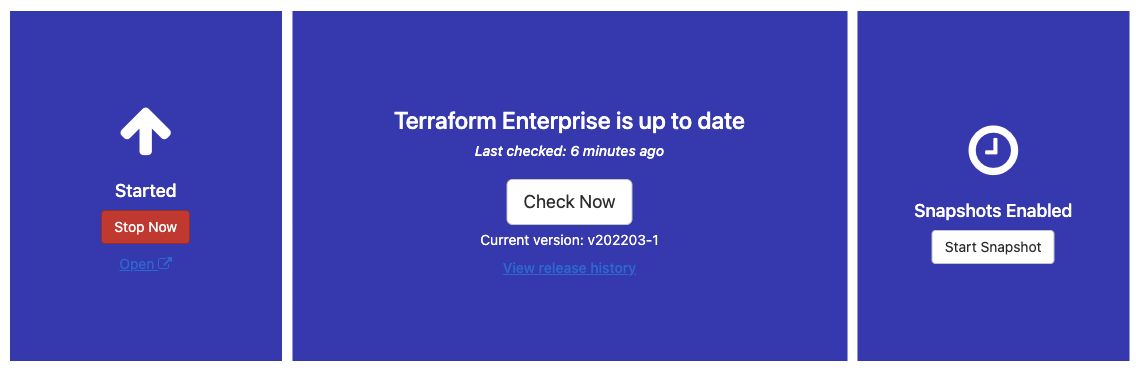 Started
Stop Now
Open
Terraform Enterprise is up to date
Last checked: 6 minutes ago
Check Now
Current version: v202203-1
View release history
Snapshots Enabled
Start Snapshot